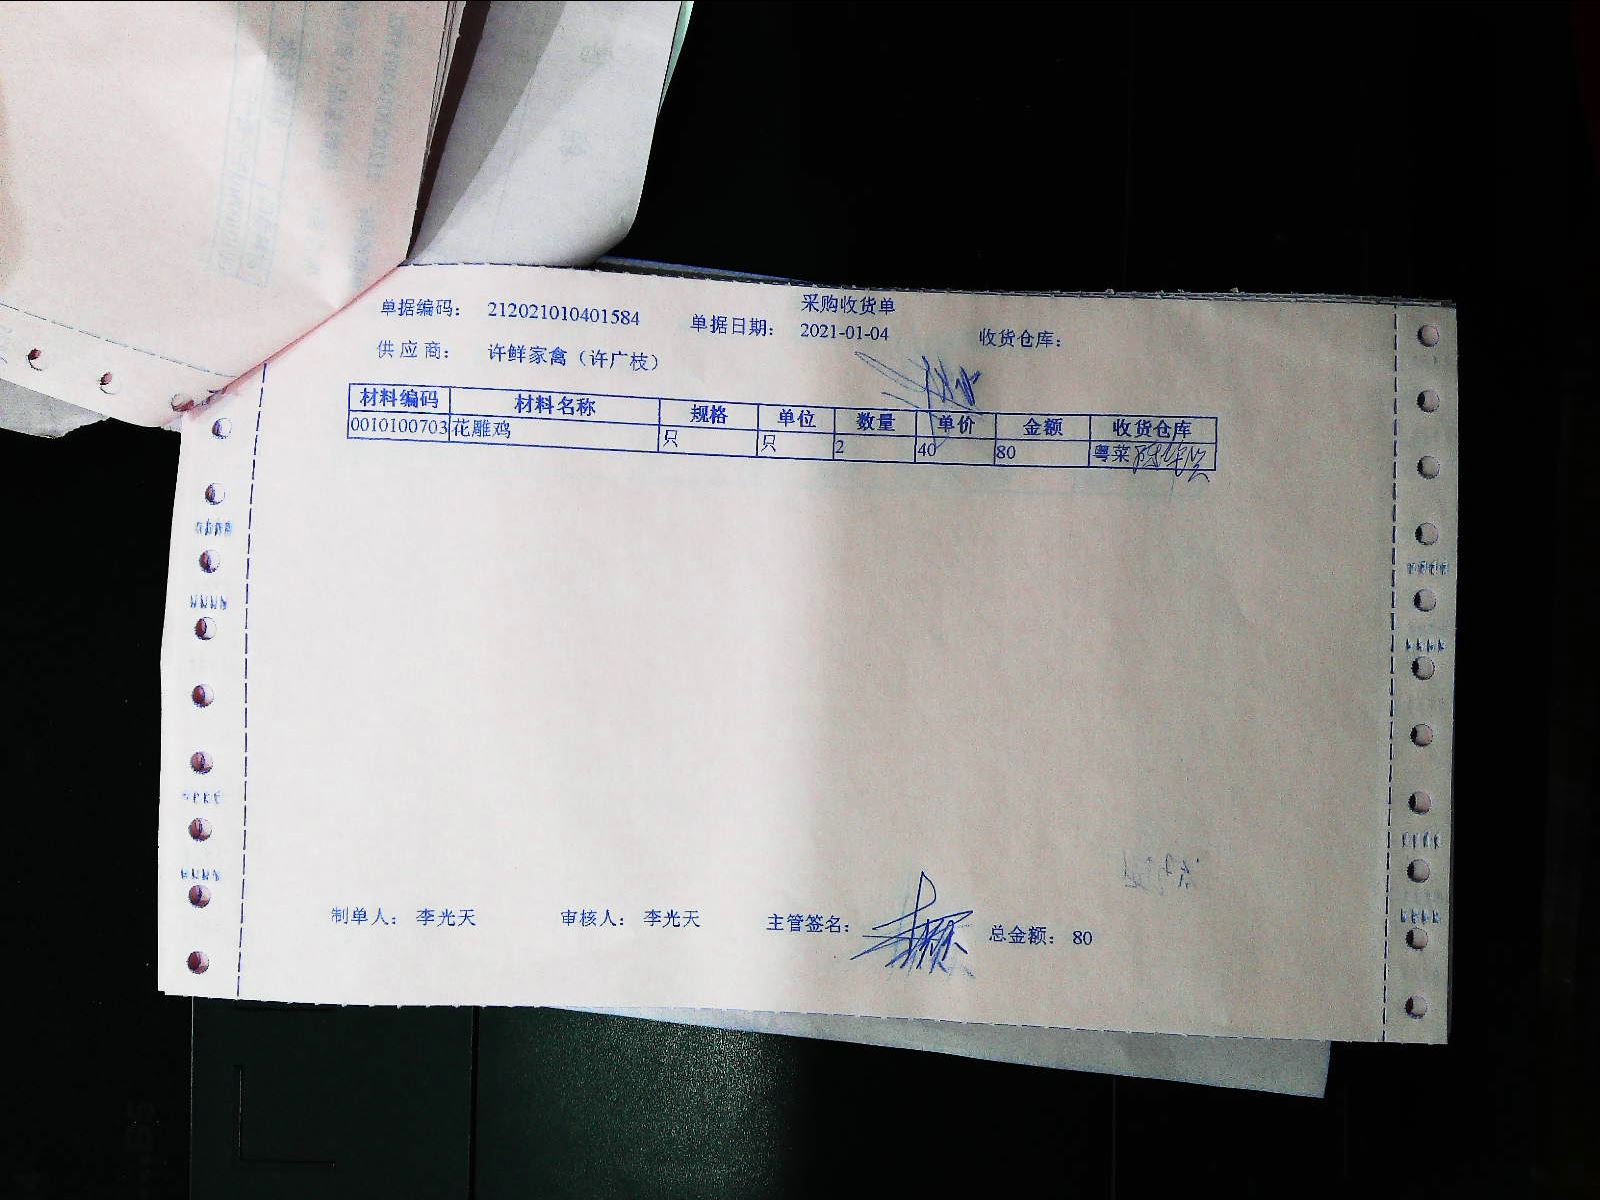 采购收货单
单据编码： 212021010401584 单据日期： 2021-01-04 收货仓库：
供应商： 许鲜家禽（许广枝）
材料编码 材料名称 规格 单位 数量 单价 金额 收货仓库
0010100703 花雕鸡 只 只 2 40 80 粤菜
制单人： 李光天 审核人： 李光天 主管签名： 总金额： 80